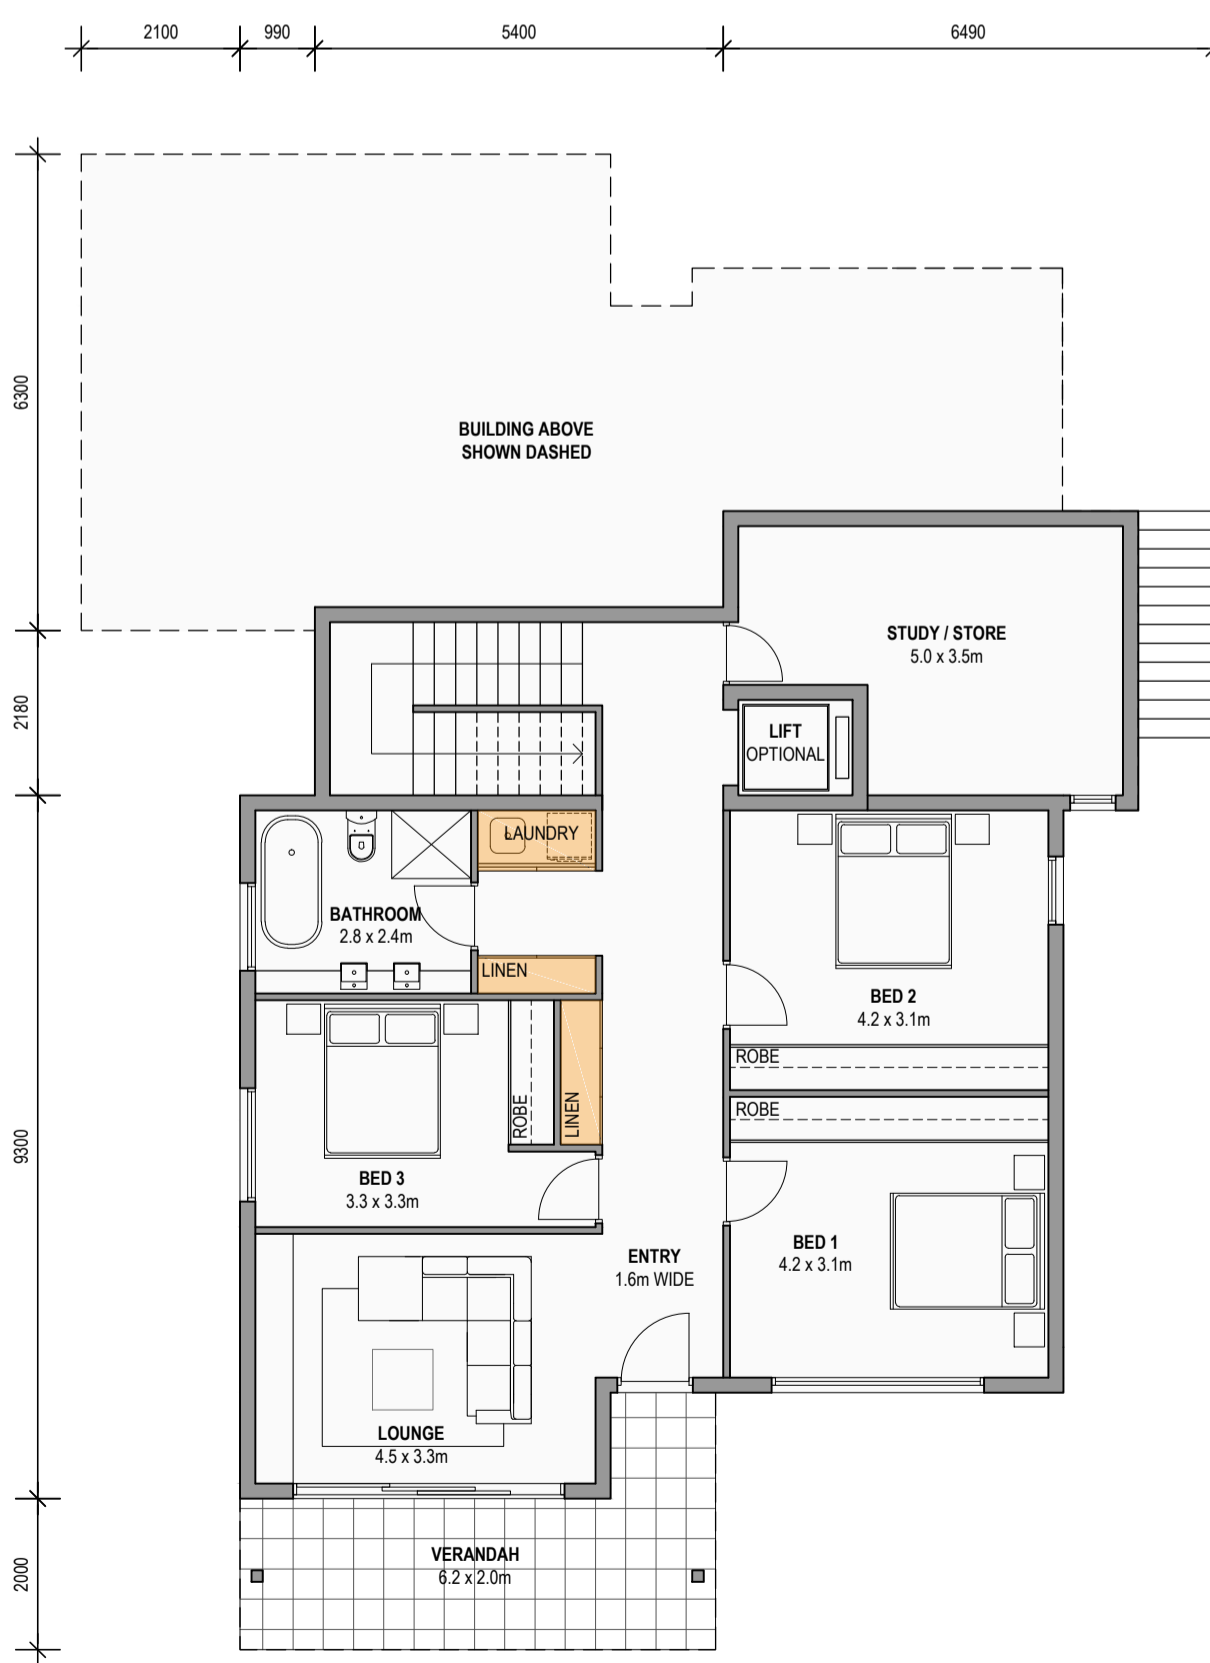 2100
990
5400
6490
6300
BUILDING ABOVE
SHOWN DASHED
STUDY / STORE
5.0 x 3.5m
2180
LIFT
OPTIONAL
LAUNDRY
BATHROOM
2.8 x 2.4m
LINEN
BED 2
4.2 x 3.1m
ROBE
ROBE
ROBE
LINEN
9300
BED 3
3.3 x 3.3m
ENTRY
1.6m WIDE
BED 1
4.2 x 3.1m
LOUNGE
4.5 x 3.3m
VERANDAH
6.2 x 2.0m
2000